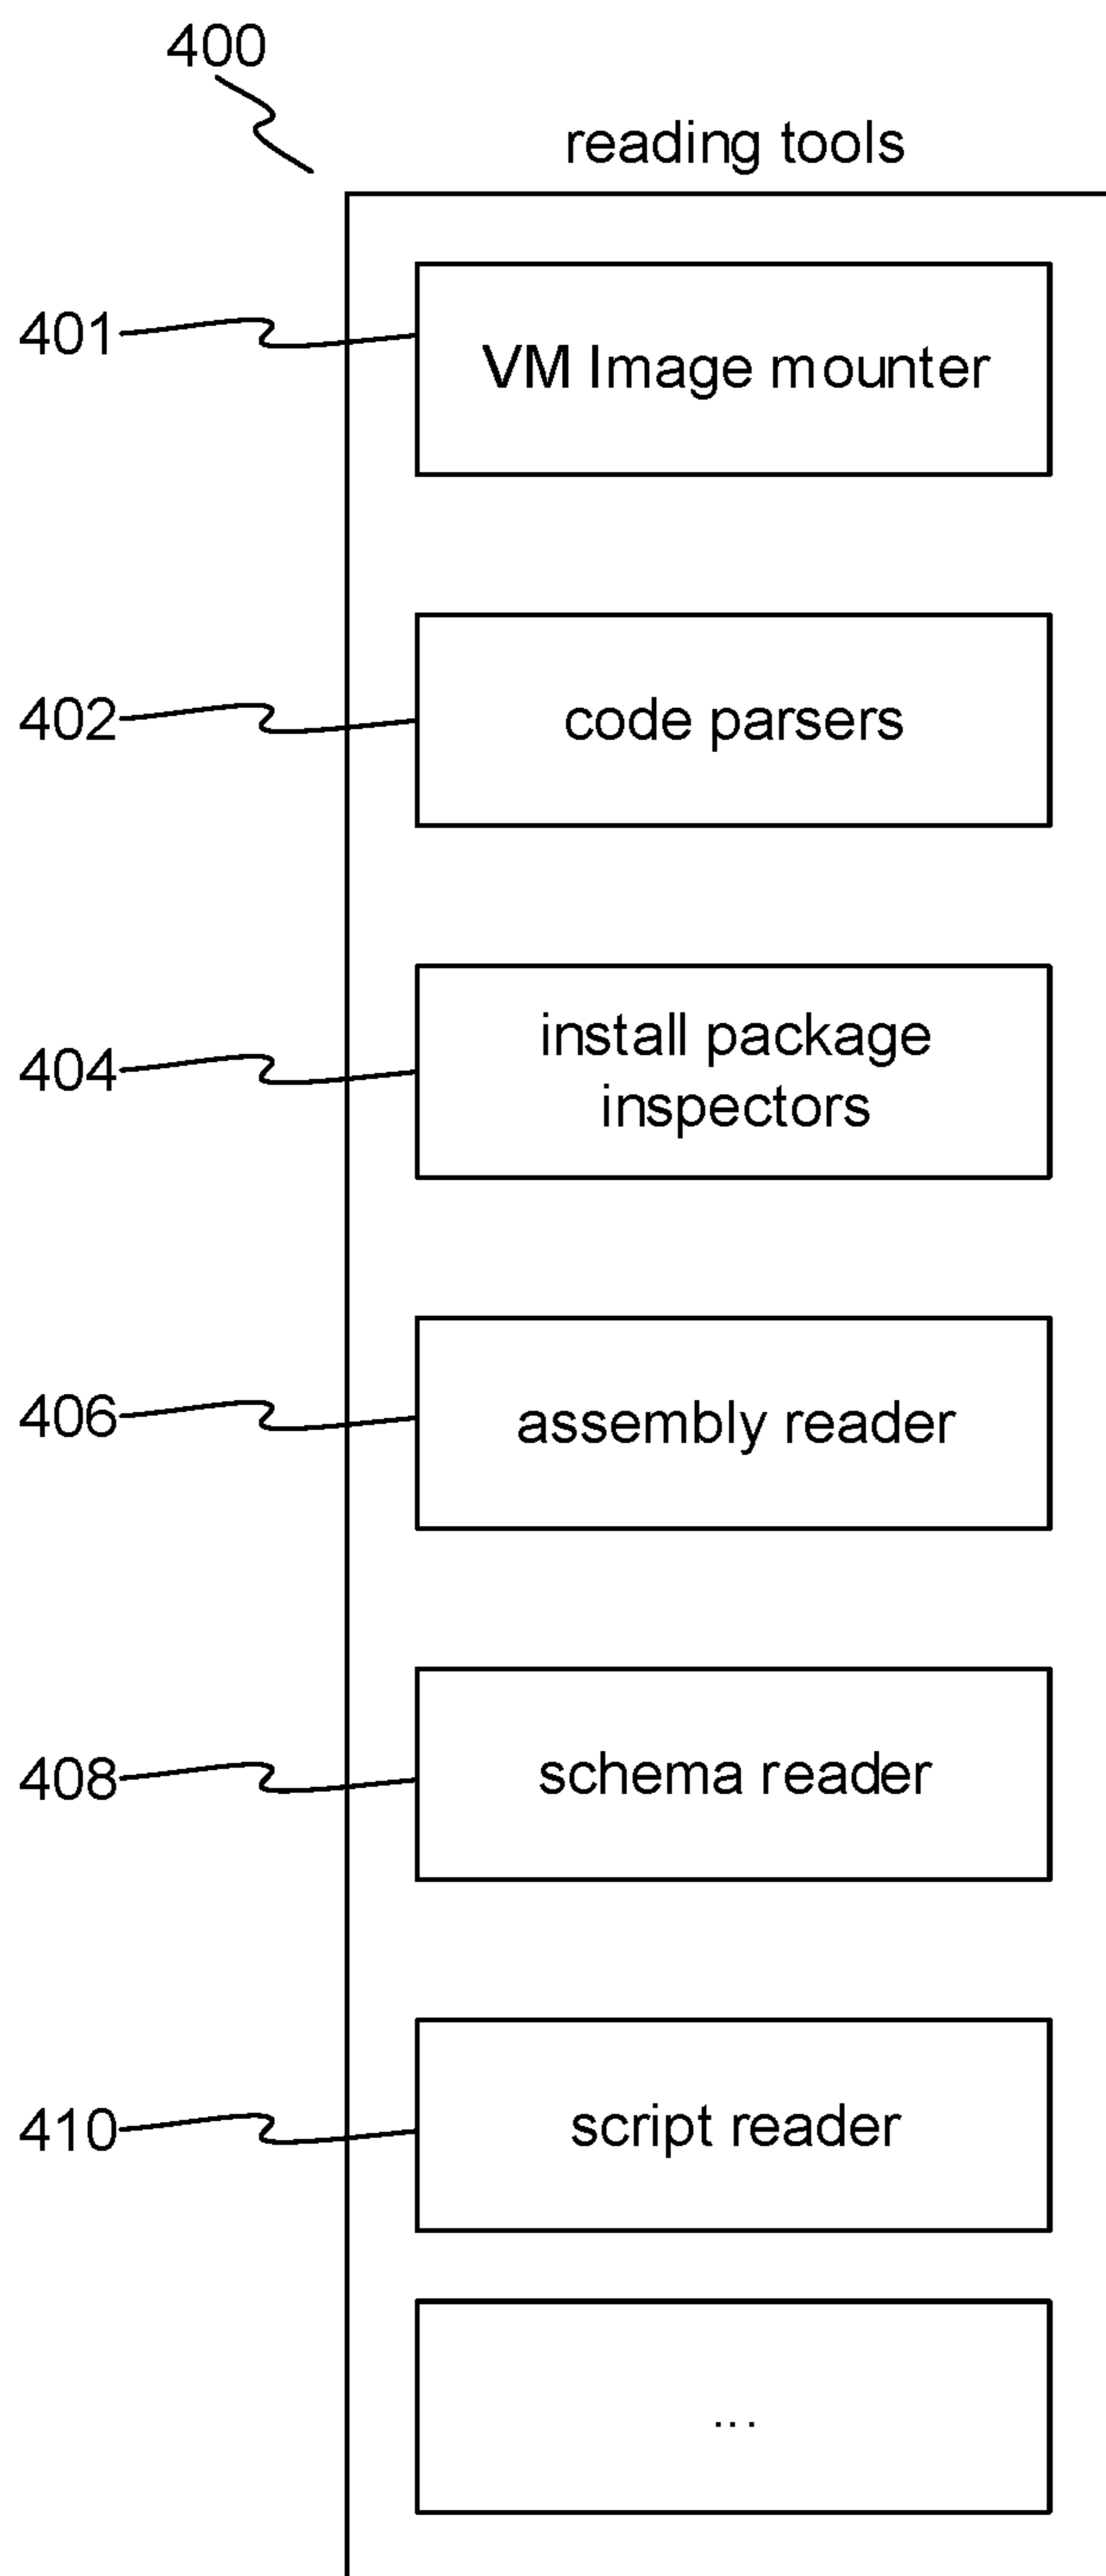 400
reading tools
401
VM Image mounter
402
code parsers
404
install package
inspectors
406
assembly reader
408
schema reader
410
script reader
...